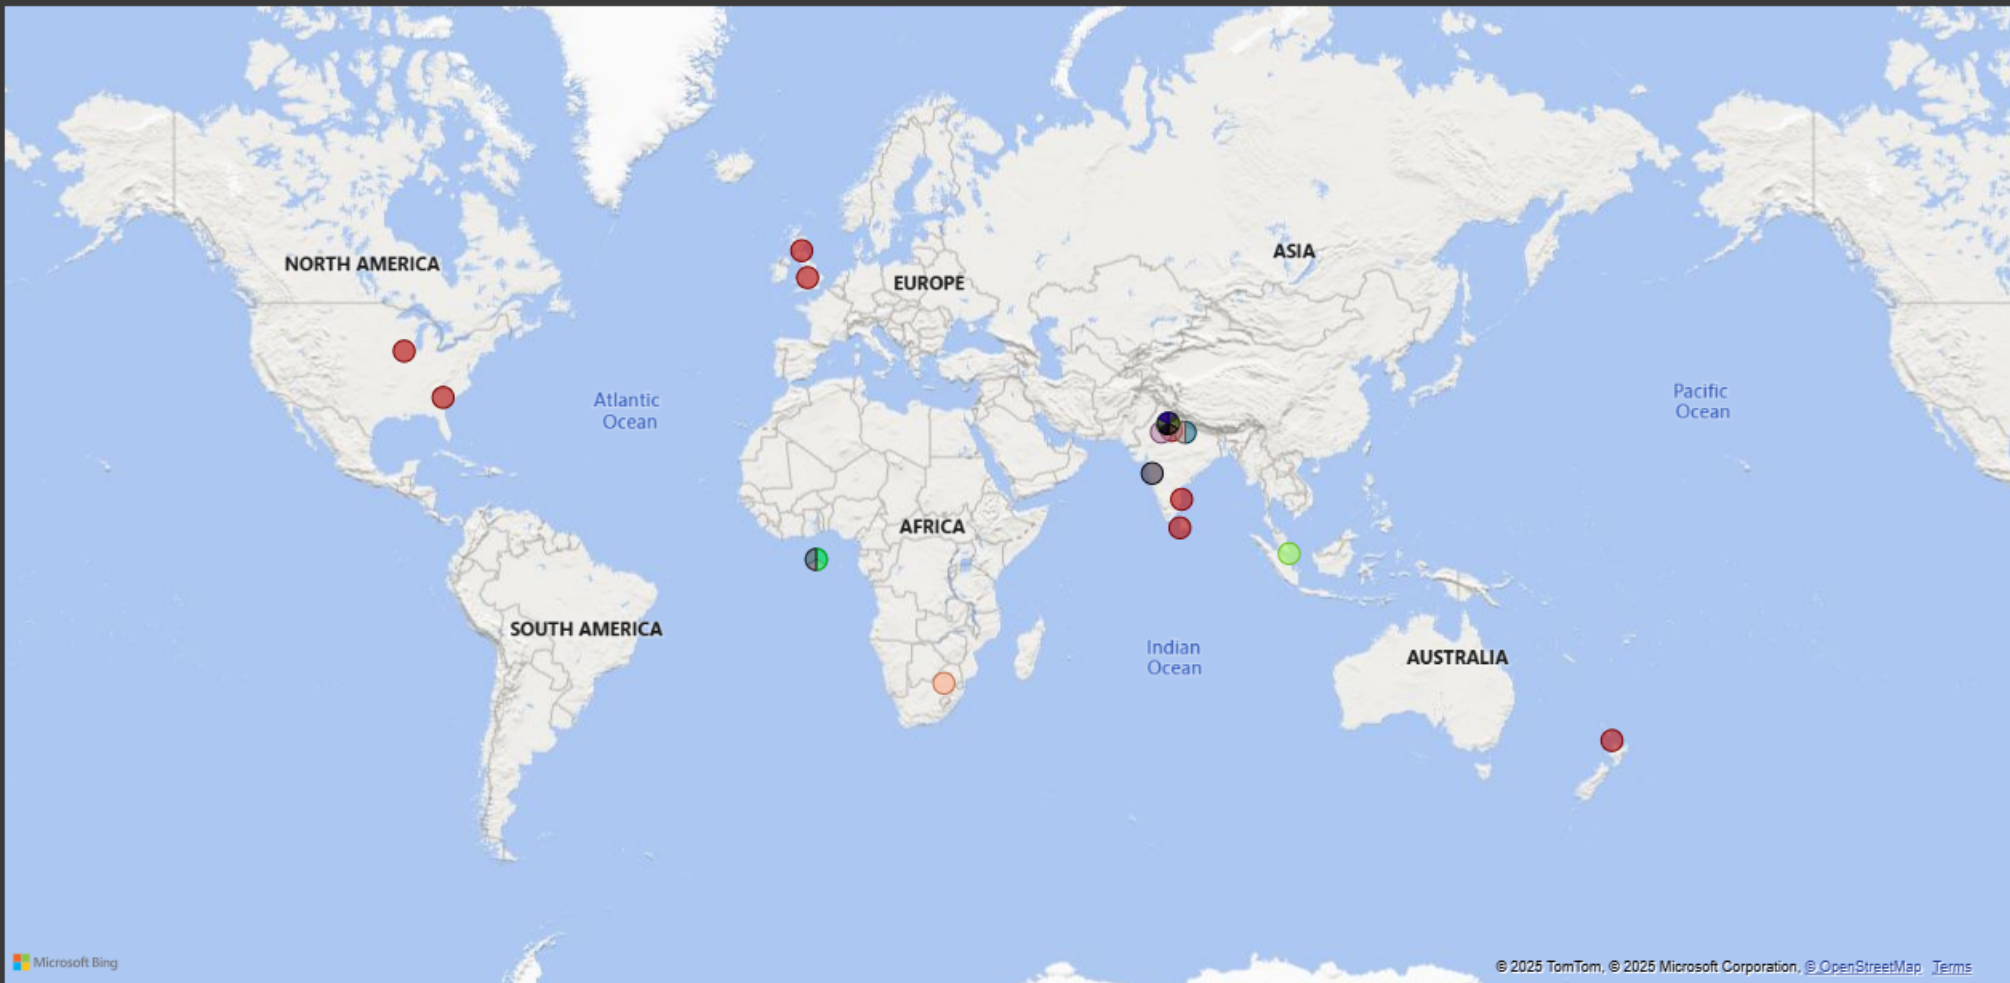 NORTH AMERICA
EUROPE
ASIA
Atlantic
Ocean
Pacific
Ocean
AFRICA
SOUTH AMERICA
Indian
Ocean
AUSTRALIA
Microsoft Bing
© 2025 TomTom, © 2025 Microsoft Corporation, © OpenStreetMap Terms